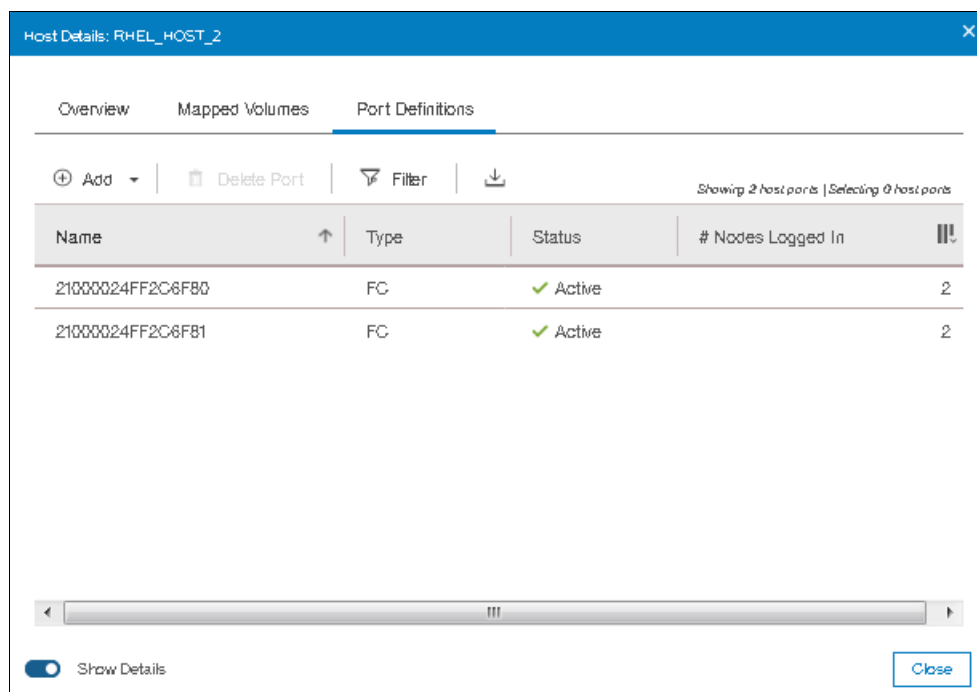 Host Details: RHEL_HOST_2
Overview Mapped Volumes Port Definitions
Add Delete Port Filter
Showing 2 host ports | Selecting 0 host ports
Name Type Status # Nodes Logged In
21000024FF2C6F80 FC Active 2
21000024FF2C6F81 FC Active 2
Show Details Close